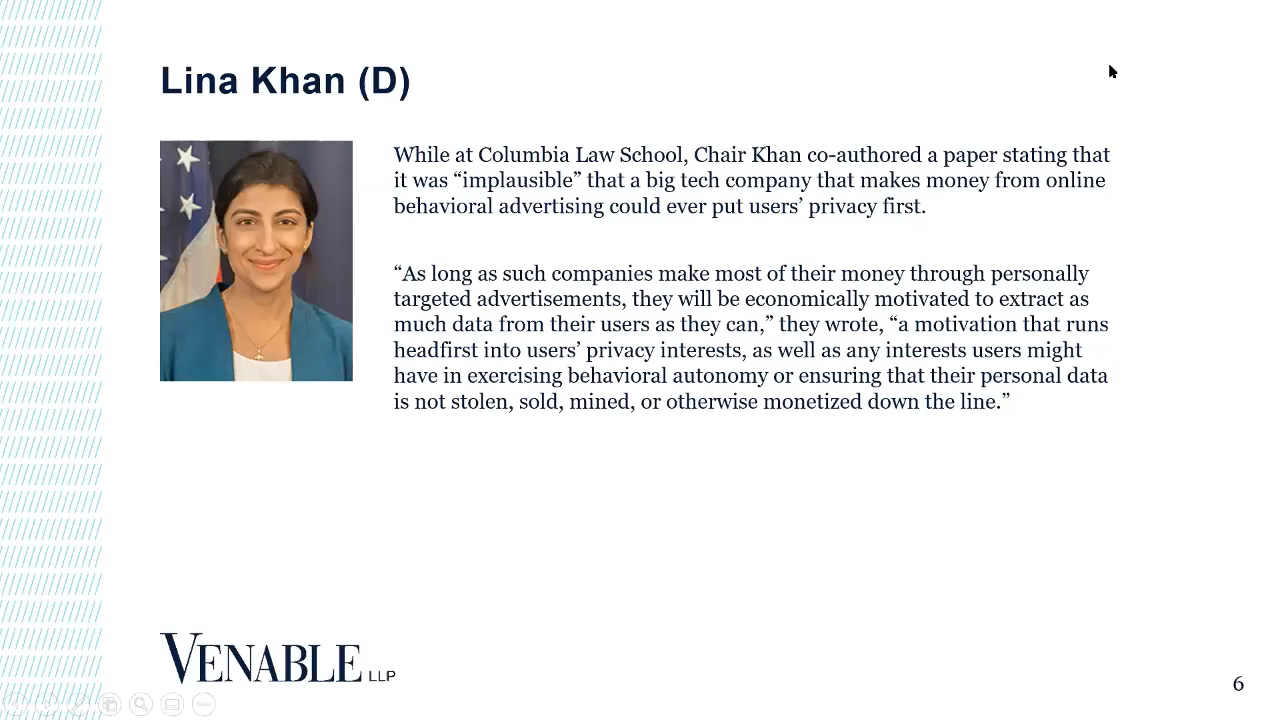 Lina Khan (D)
While at Columbia Law School, Chair Khan co-authored a paper stating that
it was “implausible” that a big tech company that makes money from online
behavioral advertising could ever put users’ privacy first.
“As long as such companies make most of their money through personally
targeted advertisements, they will be economically motivated to extract as
much data from their users as they can,” they wrote, “a motivation that runs
headfirst into users’ privacy interests, as well as any interests users might
have in exercising behavioral autonomy or ensuring that their personal data
is not stolen, sold, mined, or otherwise monetized down the line.”
VENABLE LLP
6